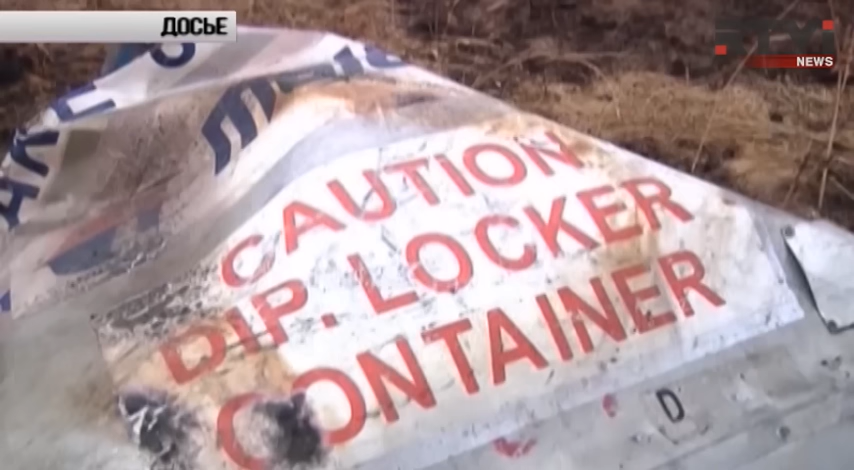 ДОСЬЕ
NEWS
CAUTION
DIP. LOCKER
CONTAINER
D